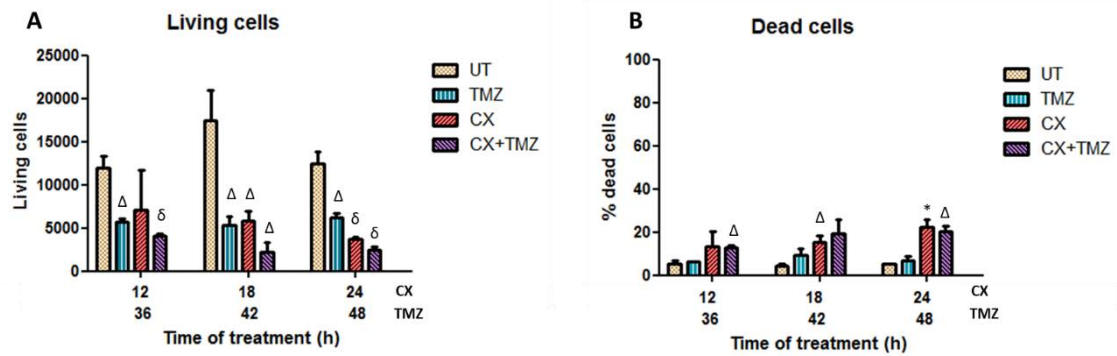 A
Living cells
25000
20000
15000
10000
5000
0
Living cells
UT
TMZ
CX
CX+TMZ
Δ
δ
Δ Δ
Δ
Δ
δ
δ
12 18 24 CX
36 42 48 TMZ
Time of treatment (h)
B
Dead cells
100
80
60
40
20
0
% dead cells
UT
TMZ
CX
CX+TMZ
Δ
Δ
* Δ
12 18 24 CX
36 42 48 TMZ
Time of treatment (h)